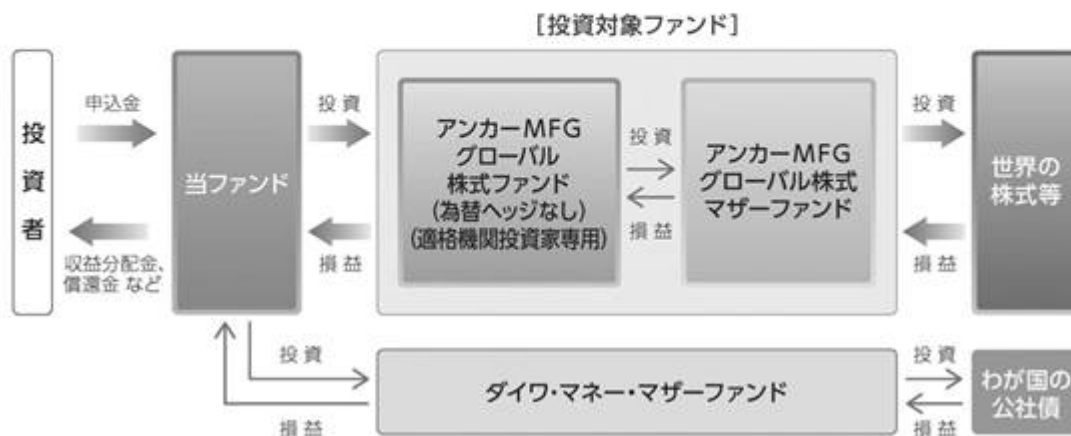 ［投資対象ファンド］
投資者
申込金
収益分配金、
償還金 など
当ファンド
投 資
損 益
アンカーMFG
グローバル
株式ファンド
(為替ヘッジなし)
(適格機関投資家専用)
投 資
損 益
アンカーMFG
グローバル株式
マザーファンド
投 資
損 益
世界の
株式等
投 資
損 益
ダイワ・マネー・マザーファンド
投 資
損 益
わが国の
公社債